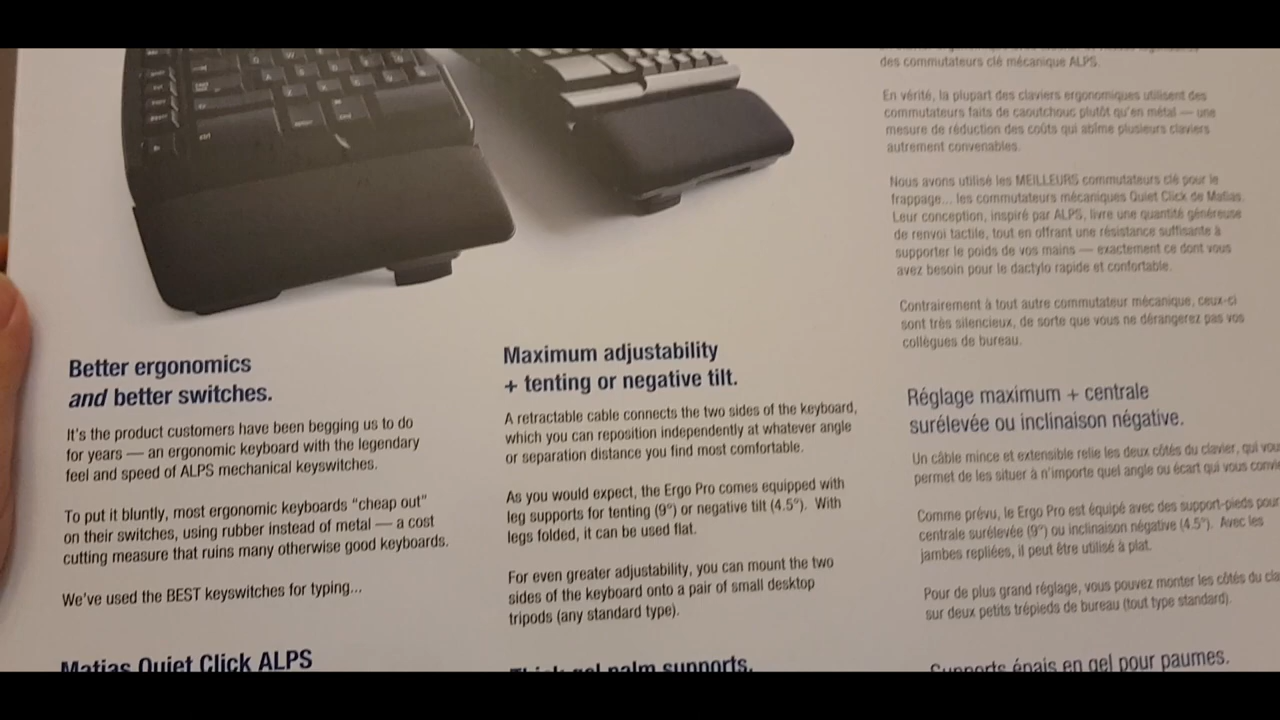 Better ergonomics
and better switches.
It's the product customers have been begging us to do
for years — an ergonomic keyboard with the legendary
feel and speed of ALPS mechanical keyswitches.
To put it bluntly, most ergonomic keyboards “cheap out”
on their switches, using rubber instead of metal — a cost
cutting measure that ruins many otherwise good keyboards.
We've used the BEST keyswitches for typing...
Matias Quiet Click ALPS
Maximum adjustability
+ tenting or negative tilt.
A retractable cable connects the two sides of the keyboard,
which you can reposition independently at whatever angle
or separation distance you find most comfortable.
As you would expect, the Ergo Pro comes equipped with
leg supports for tenting (9°) or negative tilt (4.5°). With
legs folded, it can be used flat.
For even greater adjustability, you can mount the two
sides of the keyboard onto a pair of small desktop
tripods (any standard type).
Thick gel palm supports.
des commutateurs clé mécanique ALPS.
En vérité, la plupart des claviers ergonomiques utilisent des
commutateurs faits de caoutchouc plutôt qu'en métal — une
mesure de réduction des coûts qui abîme plusieurs claviers
autrement convenables.
Nous avons utilisé les MEILLEURS commutateurs clé pour le
frappage... les commutateurs mécaniques Quiet Click de Matias.
Leur conception, inspiré par ALPS, livre une quantité généreuse
de renvoi tactile, tout en offrant une résistance suffisante à
supporter le poids de vos mains — exactement ce dont vous
avez besoin pour le dactylo rapide et confortable.
Contrairement à tout autre commutateur mécanique, ceux-ci
sont très silencieux, de sorte que vous ne dérangerez pas vos
collègues de bureau.
Réglage maximum + centrale
surélevée ou inclinaison négative.
Un câble mince et extensible relie les deux côtés du clavier, qui vou
permet de les situer à n'importe quel angle ou écart qui vous convie
Comme prévu, le Ergo Pro est équipé avec des support-pieds pour
centrale surélevée (9°) ou inclinaison négative (4.5°). Avec les
jambes repliées, il peut être utilisé à plat.
Pour de plus grand réglage, vous pouvez monter les côtés du cla
sur deux petits trépieds de bureau (tout type standard).
Supports épais en gel pour paumes.